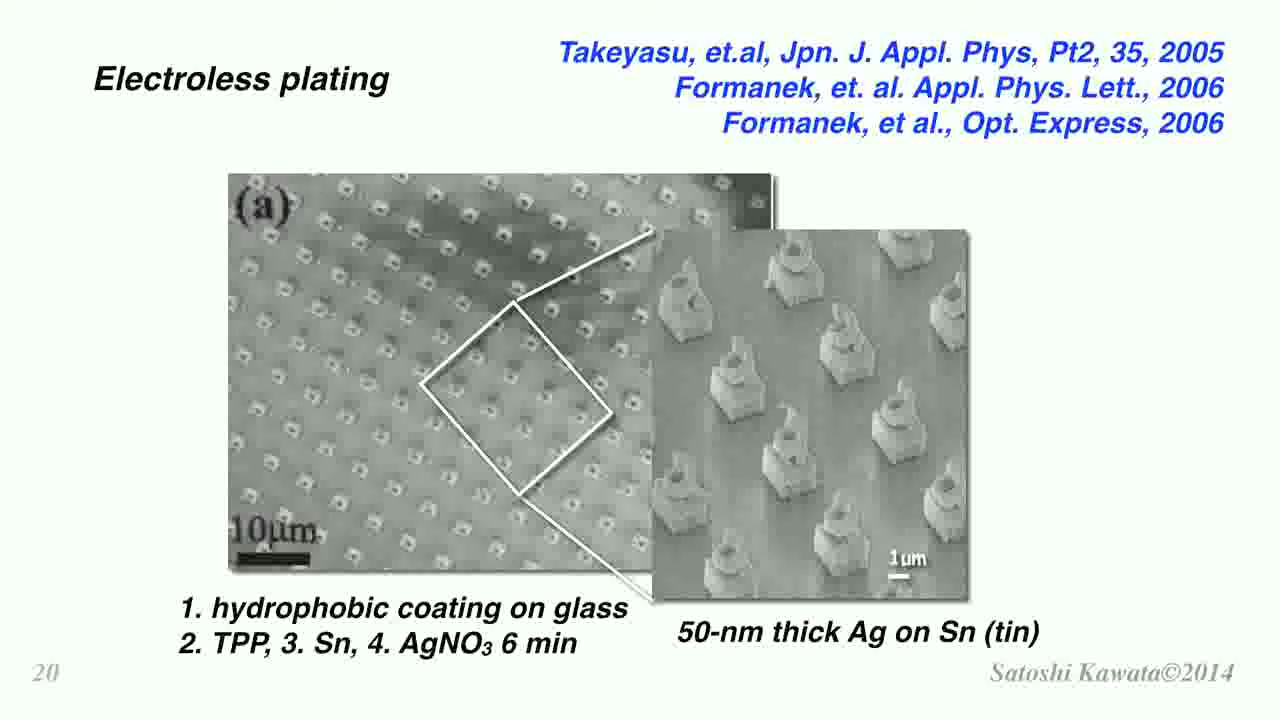 Electroless plating
Takeyasu, et.al, Jpn. J. Appl. Phys, Pt2, 35, 2005
Formanek, et. al. Appl. Phys. Lett., 2006
Formanek, et al., Opt. Express, 2006
(a)
10μm
1μm
1. hydrophobic coating on glass
2. TPP, 3. Sn, 4. AgNO₃ 6 min
50-nm thick Ag on Sn (tin)
20
Satoshi Kawata©2014